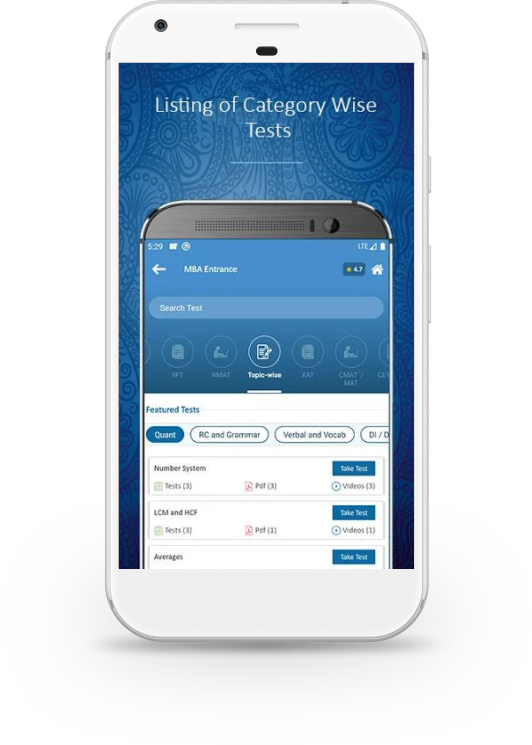 Listing of Category Wise
Tests
5:29 LTE
MBA Entrance ★ 4.7
Search Test
IIFT NMAT Topic-wise XAT CMAT / CET
MAT
Featured Tests
Quant RC and Grammar Verbal and Vocab DI / D
Number System Take Test
Tests (3) Pdf (3) Videos (3)
LCM and HCF Take Test
Tests (3) Pdf (1) Videos (1)
Averages Take Test